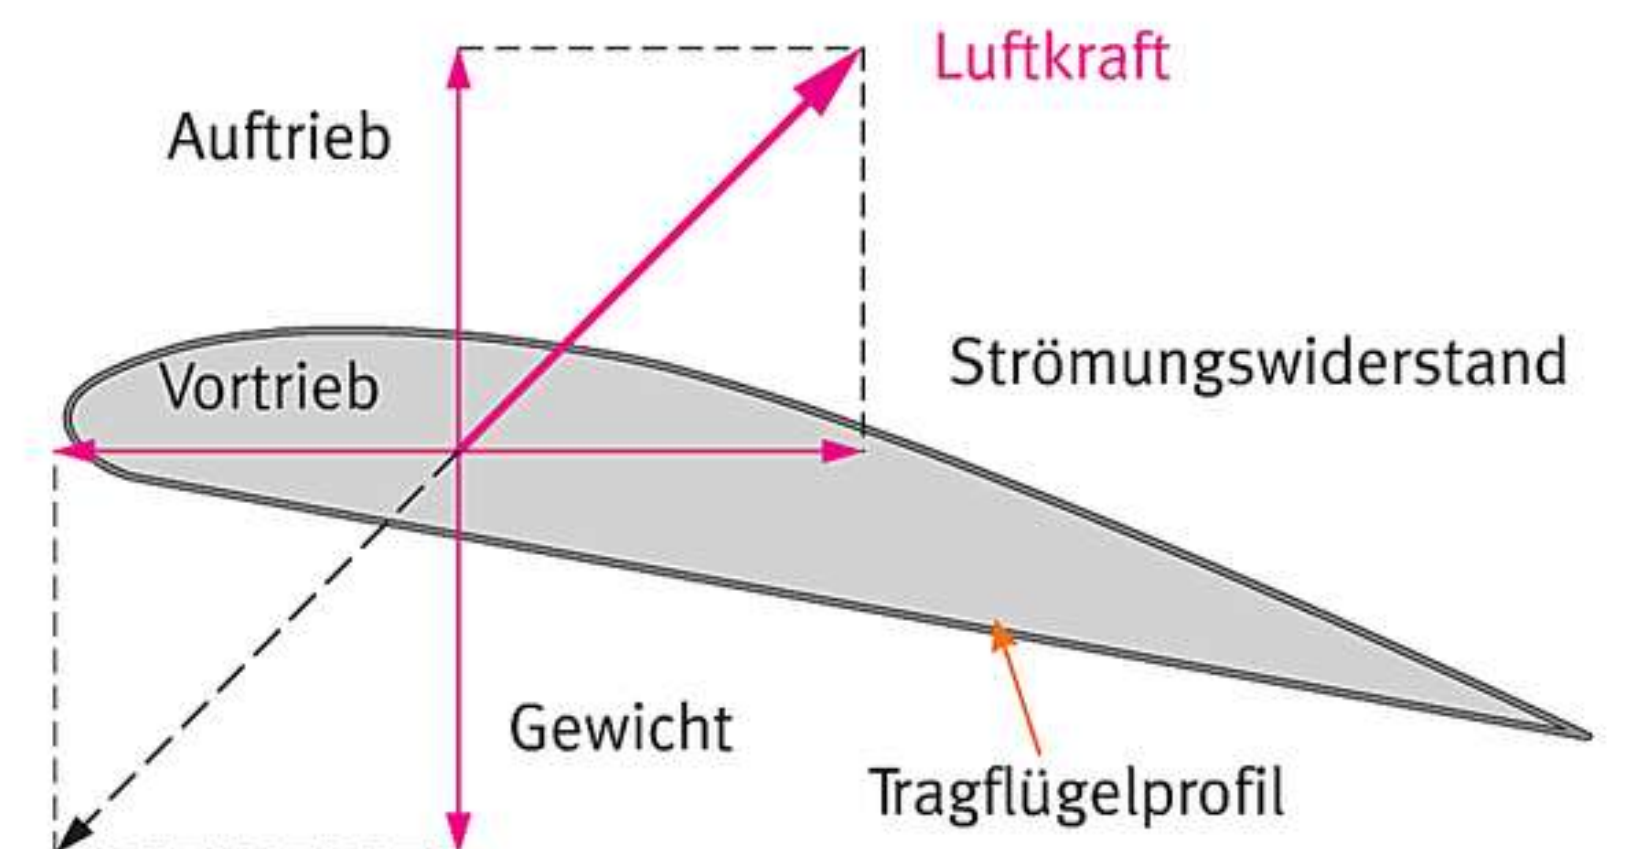 Luftkraft
Auftrieb
Strömungswiderstand
Vortrieb
Gewicht
Tragflügelprofil